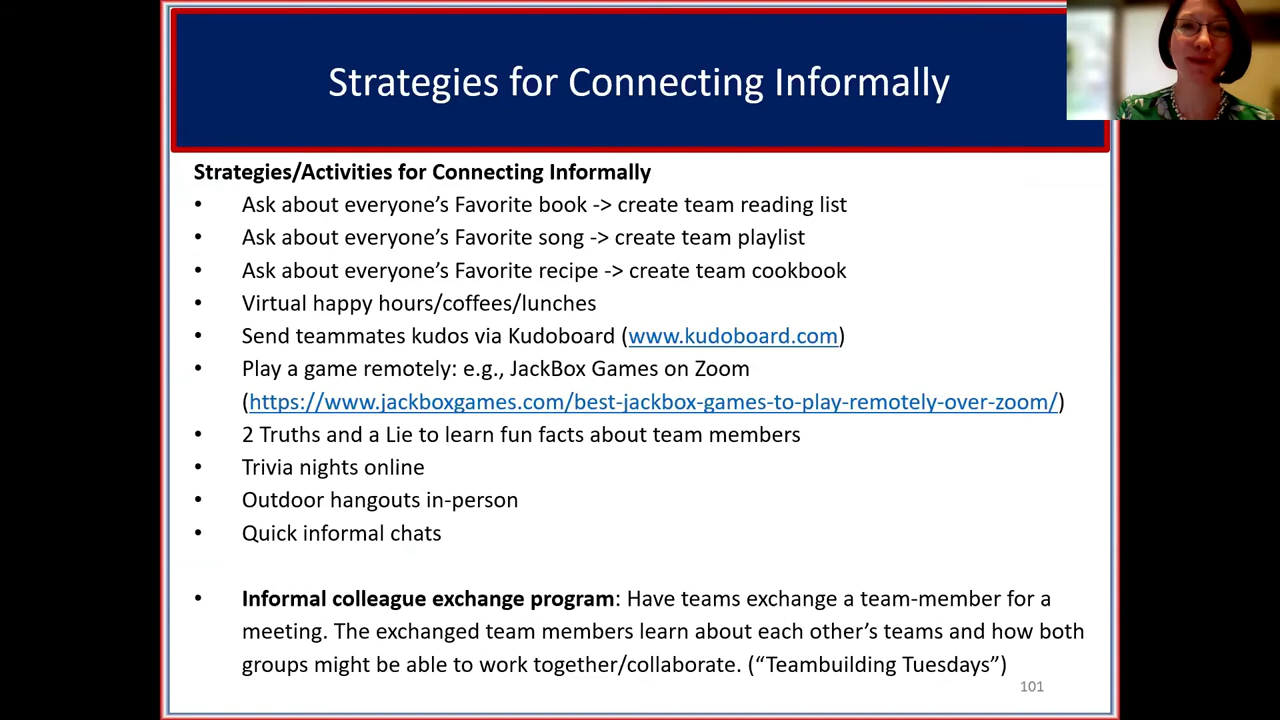 Strategies for Connecting Informally
Strategies/Activities for Connecting Informally
• Ask about everyone’s Favorite book -> create team reading list
• Ask about everyone’s Favorite song -> create team playlist
• Ask about everyone’s Favorite recipe -> create team cookbook
• Virtual happy hours/coffees/lunches
• Send teammates kudos via Kudoboard (www.kudoboard.com)
• Play a game remotely: e.g., JackBox Games on Zoom
(https://www.jackboxgames.com/best-jackbox-games-to-play-remotely-over-zoom/)
• 2 Truths and a Lie to learn fun facts about team members
• Trivia nights online
• Outdoor hangouts in-person
• Quick informal chats
• Informal colleague exchange program: Have teams exchange a team-member for a
meeting. The exchanged team members learn about each other’s teams and how both
groups might be able to work together/collaborate. (“Teambuilding Tuesdays”)
101